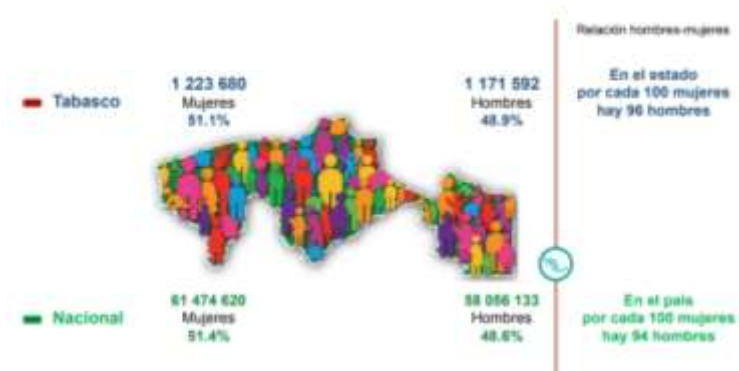 Relación hombres-mujeres
Tabasco
1 223 680
Mujeres
51.1%
1 171 592
Hombres
48.9%
En el estado
por cada 100 mujeres
hay 96 hombres
Nacional
61 474 620
Mujeres
51.4%
58 056 133
Hombres
48.6%
En el país
por cada 100 mujeres
hay 94 hombres